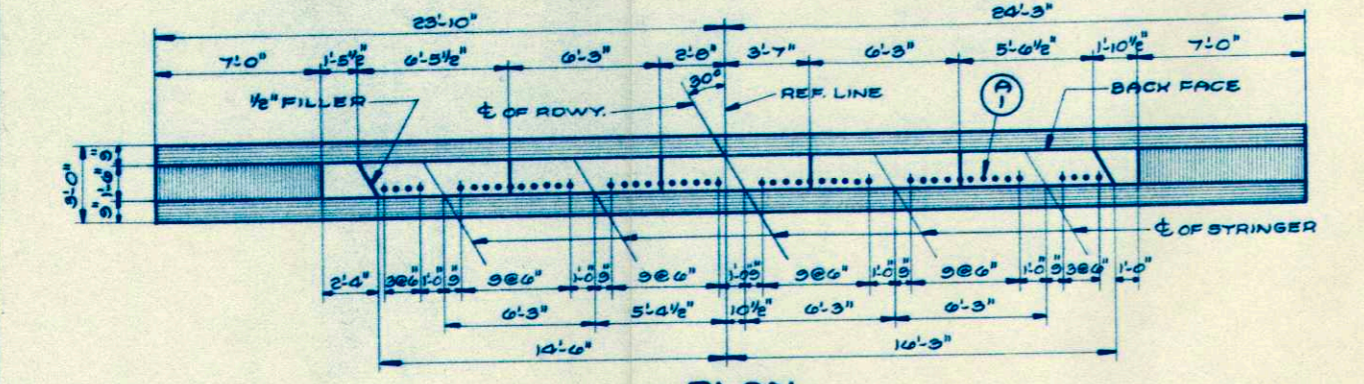 23'-10" 24'-3"
7'-0" 1'-5½" 6'-5½" 6'-3" 2'-8" 3'-7" 6'-3" 5'-6½" 1'-10½" 7'-0"
30°
½" FILLER ℄ OF RDWY. REF. LINE A 1 BACK FACE
3'-0" 9" 1'-6" 9"
℄ OF STRINGER
2'-4" 3@6" 1'-0" 9" 9@6" 1'-0" 9" 9@6" 1'-0" 9" 9@6" 1'-0" 9" 9@6" 1'-0" 9" 3@6" 1'-0"
6'-3" 5'-4½" 10½" 6'-3" 6'-3"
14'-6" 16'-3"